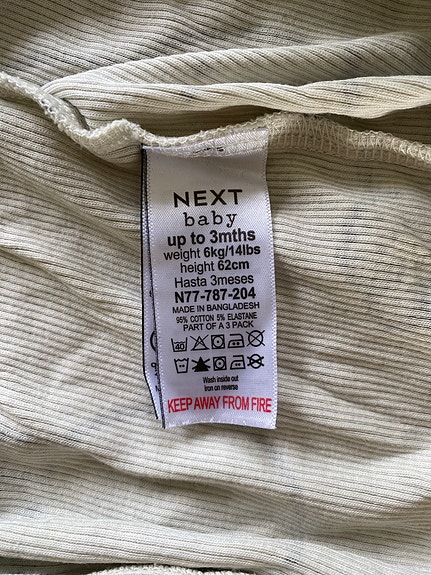 NEXT
baby
up to 3mths
weight 6kg/14lbs
height 62cm
Hasta 3meses
N77-787-204
MADE IN BANGLADESH
95% COTTON 5% ELASTANE
PART OF A 3 PACK
40
Wash inside out
Iron on reverse
KEEP AWAY FROM FIRE